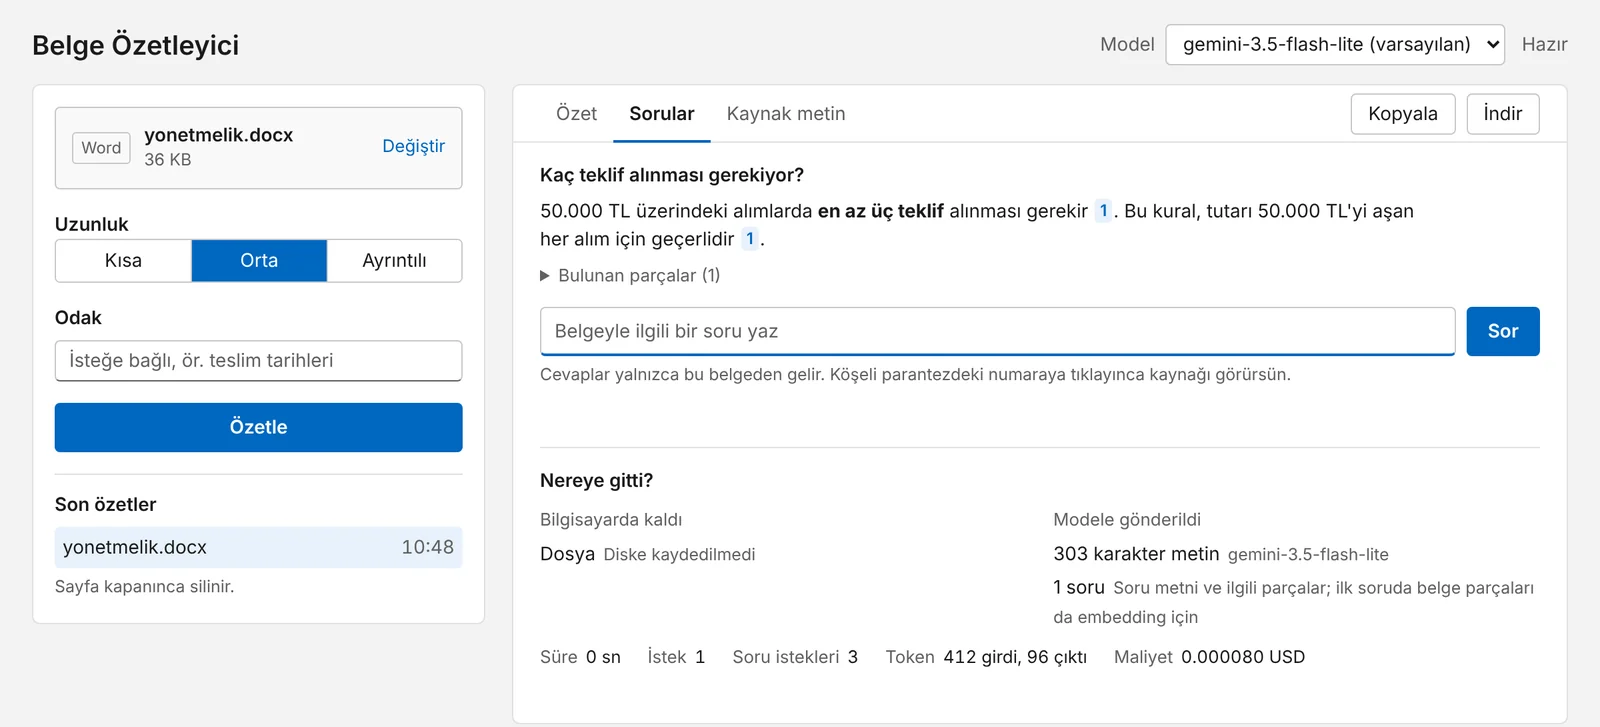 Belge Özetleyici
Model gemini-3.5-flash-lite (varsayılan) Hazır
Word
yonetmelik.docx
36 KB
Değiştir
Uzunluk
Kısa Orta Ayrıntılı
Odak
İsteğe bağlı, ör. teslim tarihleri
Özetle
Son özetler
yonetmelik.docx 10:48
Sayfa kapanınca silinir.
Özet Sorular Kaynak metin Kopyala İndir
Kaç teklif alınması gerekiyor?
50.000 TL üzerindeki alımlarda en az üç teklif alınması gerekir 1. Bu kural, tutarı 50.000 TL'yi aşan
her alım için geçerlidir 1.
Bulunan parçalar (1)
Belgeyle ilgili bir soru yaz Sor
Cevaplar yalnızca bu belgeden gelir. Köşeli parantezdeki numaraya tıklayınca kaynağı görürsün.
Nereye gitti?
Bilgisayarda kaldı
Dosya Diske kaydedilmedi
Modele gönderildi
303 karakter metin gemini-3.5-flash-lite
1 soru Soru metni ve ilgili parçalar; ilk soruda belge parçaları
da embedding için
Süre 0 sn İstek 1 Soru istekleri 3 Token 412 girdi, 96 çıktı Maliyet 0.000080 USD